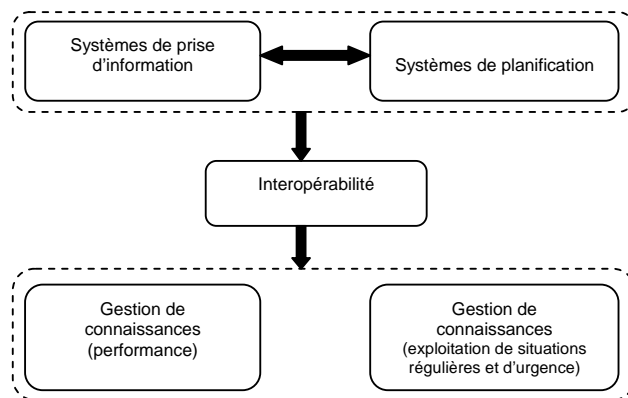 Systèmes de prise
d'information
Systèmes de planification
Interopérabilité
Gestion de
connaissances
(performance)
Gestion de
connaissances
(exploitation de situations
régulières et d'urgence)